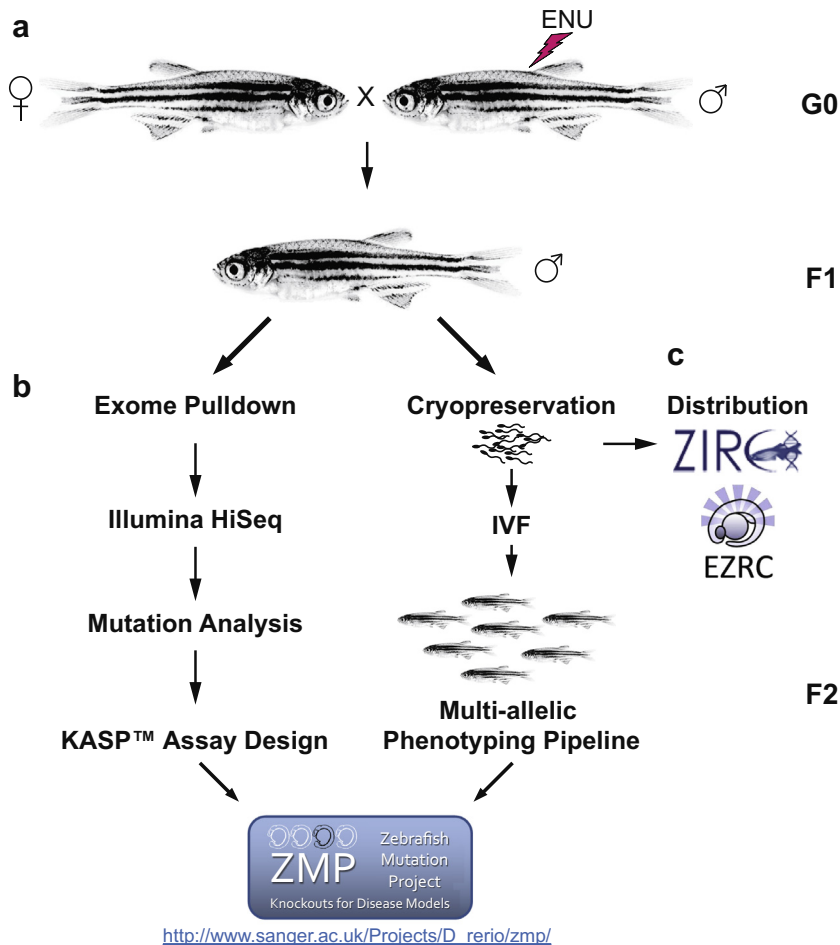 a
ENU
♀
X
♂
G0
♂
F1
b
c
Exome Pulldown
Cryopreservation
Distribution
ZIRC
Illumina HiSeq
IVF
EZRC
Mutation Analysis
F2
KASP™ Assay Design
Multi-allelic
Phenotyping Pipeline
ZMP
Zebrafish
Mutation
Project
Knockouts for Disease Models
http://www.sanger.ac.uk/Projects/D_rerio/zmp/